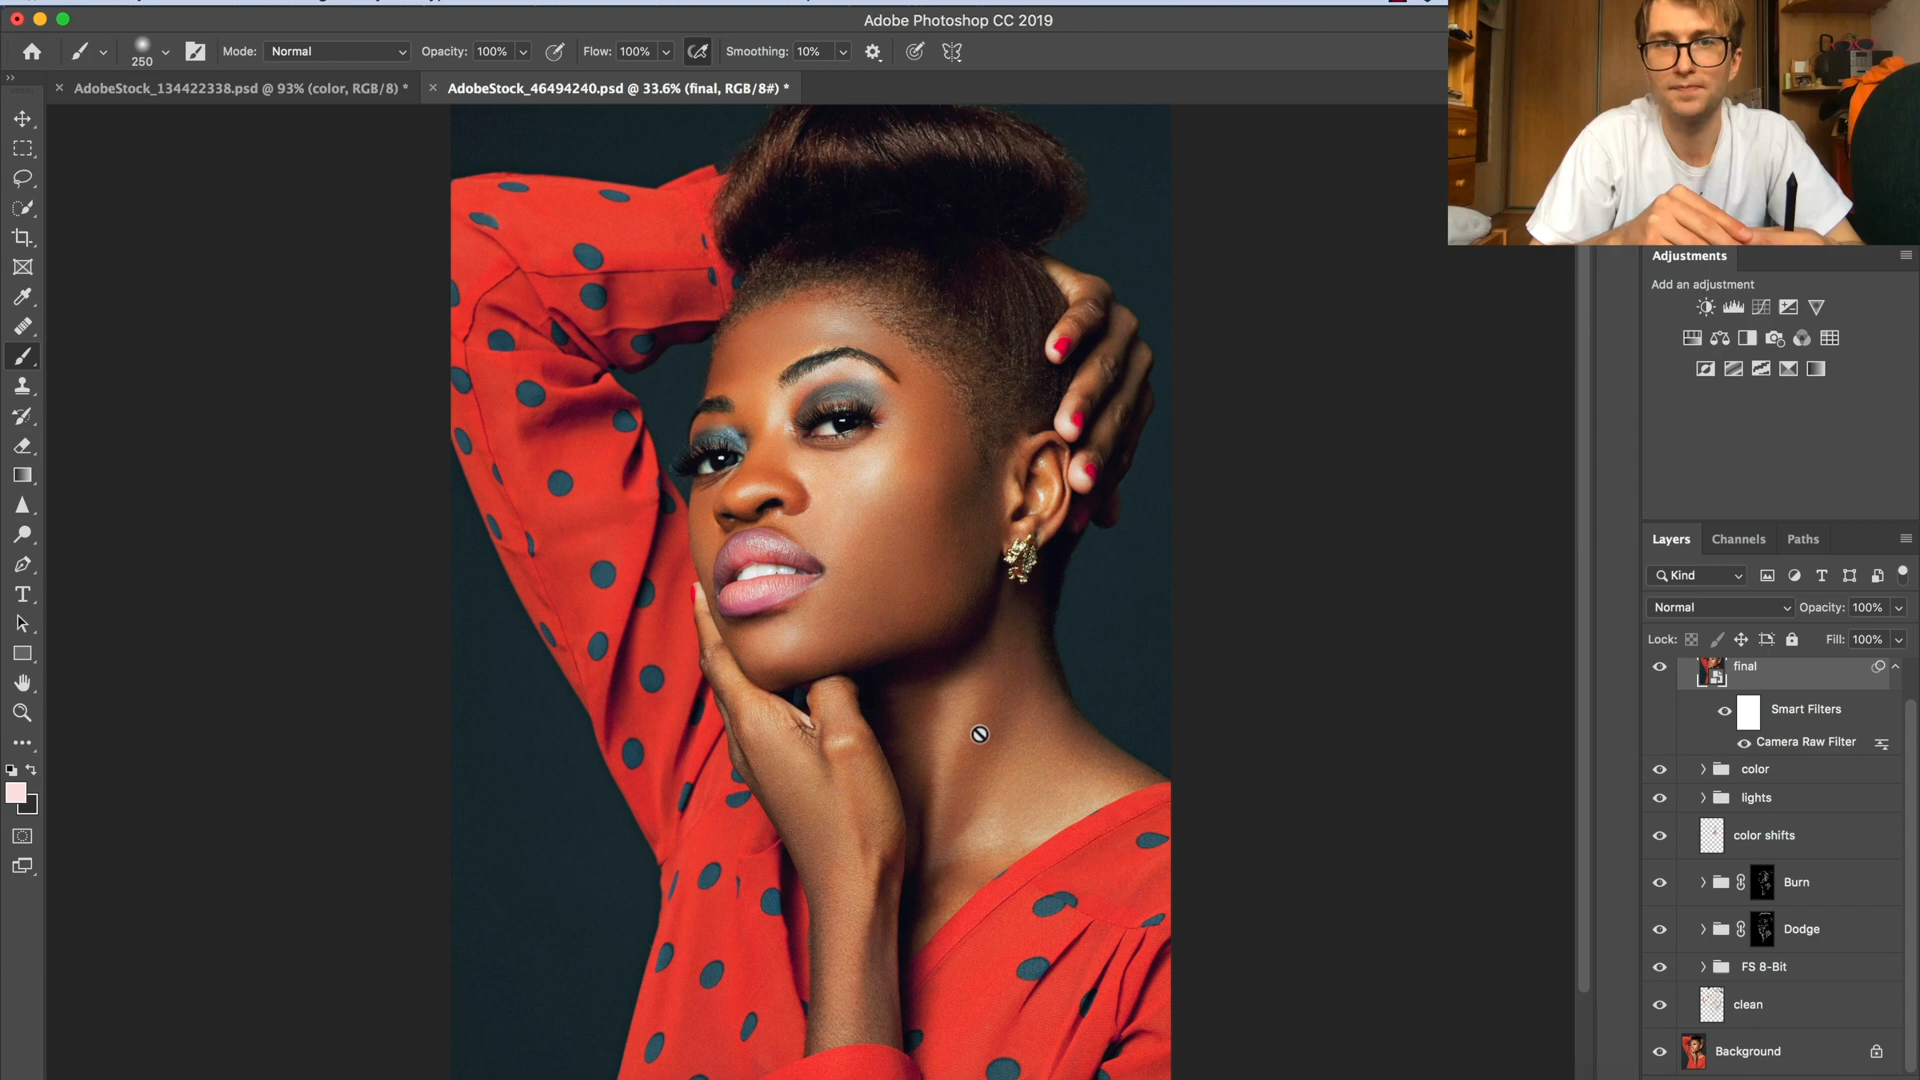 Adobe Photoshop CC 2019
250
Mode: Normal
Opacity: 100%
Flow: 100%
Smoothing: 10%
AdobeStock_134422338.psd @ 93% (color, RGB/8) *
AdobeStock_46494240.psd @ 33.6% (final, RGB/8#) *
Adjustments
Add an adjustment
Layers Channels Paths
Kind
Normal Opacity: 100%
Lock: Fill: 100%
final
Smart Filters
Camera Raw Filter
color
lights
color shifts
Burn
Dodge
FS 8-Bit
clean
Background